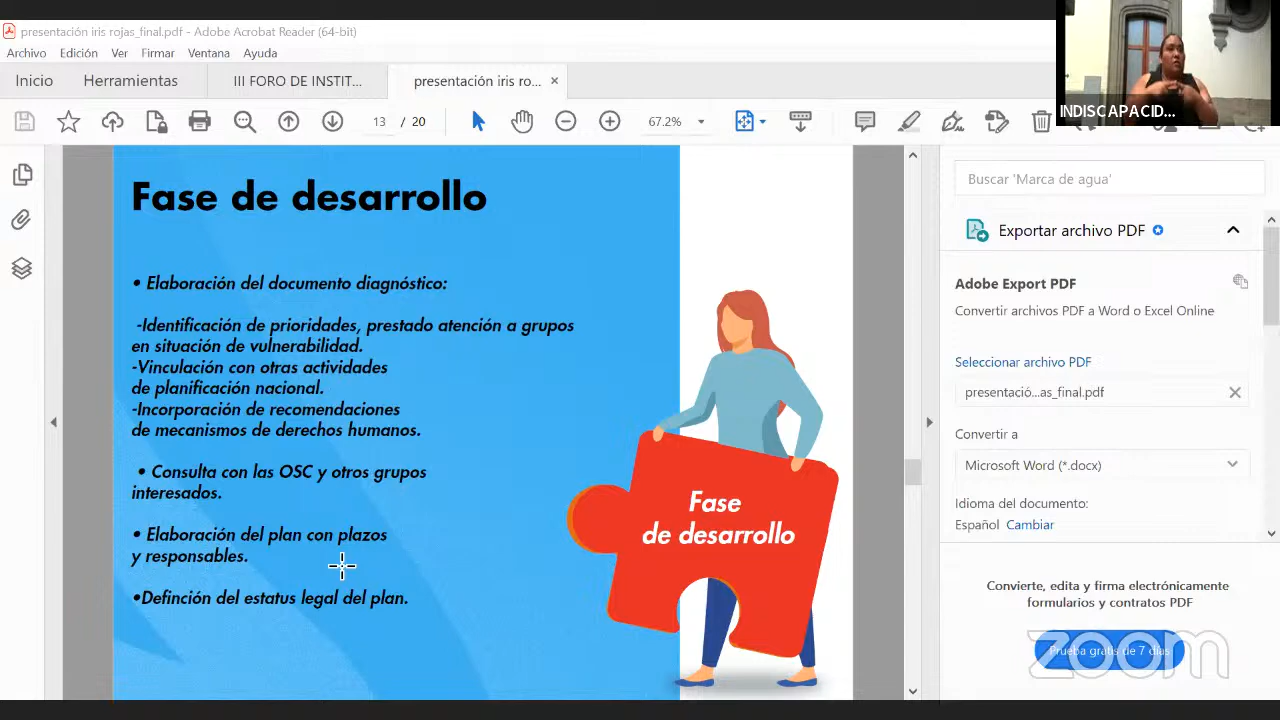 presentación iris rojas_final.pdf - Adobe Acrobat Reader (64-bit)
Archivo Edición Ver Firmar Ventana Ayuda
Inicio Herramientas III FORO DE INSTIT... presentación iris ro... ×
13 / 20 67.2%
INDISCAPACID...
Fase de desarrollo
• Elaboración del documento diagnóstico:
-Identificación de prioridades, prestado atención a grupos
en situación de vulnerabilidad.
-Vinculación con otras actividades
de planificación nacional.
-Incorporación de recomendaciones
de mecanismos de derechos humanos.
• Consulta con las OSC y otros grupos
interesados.
• Elaboración del plan con plazos
y responsables.
•Definción del estatus legal del plan.
Fase
de desarrollo
Buscar 'Marca de agua'
Exportar archivo PDF
Adobe Export PDF
Convertir archivos PDF a Word o Excel Online
Seleccionar archivo PDF
presentació...as_final.pdf
Convertir a
Microsoft Word (*.docx)
Idioma del documento:
Español Cambiar
Convierte, edita y firma electrónicamente
formularios y contratos PDF
Prueba gratis de 7 días
zoom